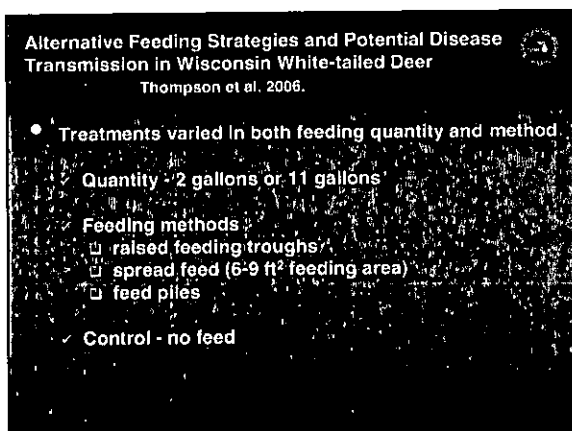 Alternative Feeding Strategies and Potential Disease
Transmission in Wisconsin White-tailed Deer
Thompson et al. 2006.
• Treatments varied in both feeding quantity and method
✓ Quantity - 2 gallons or 11 gallons
✓ Feeding methods
❑ raised feeding troughs
❑ spread feed (6-9 ft² feeding area)
❑ feed piles
✓ Control - no feed